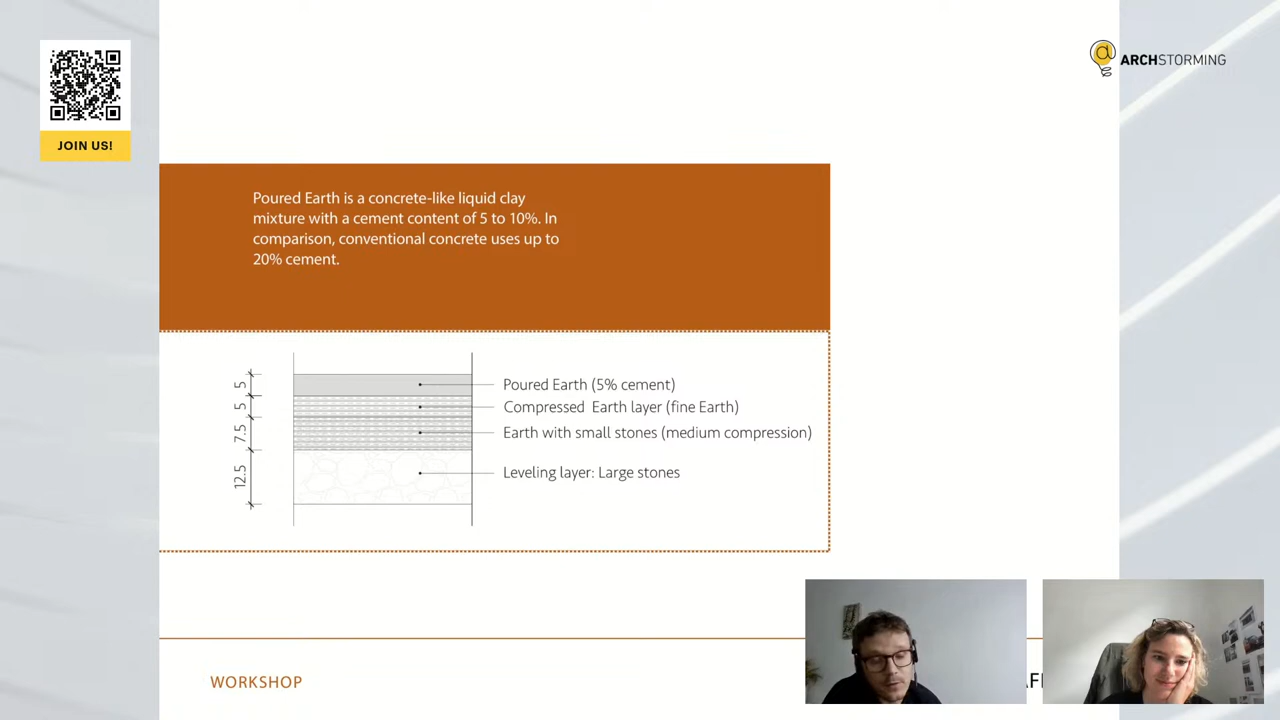 JOIN US!
ARCHSTORMING
Poured Earth is a concrete-like liquid clay
mixture with a cement content of 5 to 10%. In
comparison, conventional concrete uses up to
20% cement.
5
5
7.5
12.5
Poured Earth (5% cement)
Compressed Earth layer (fine Earth)
Earth with small stones (medium compression)
Leveling layer: Large stones
WORKSHOP